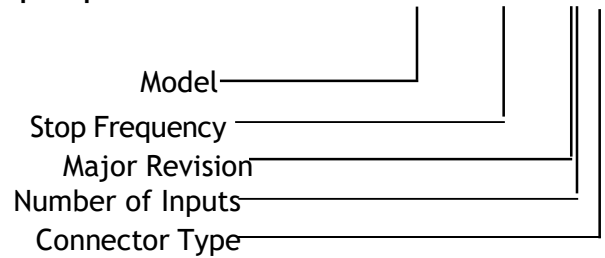 Model
Stop Frequency
Major Revision
Number of Inputs
Connector Type